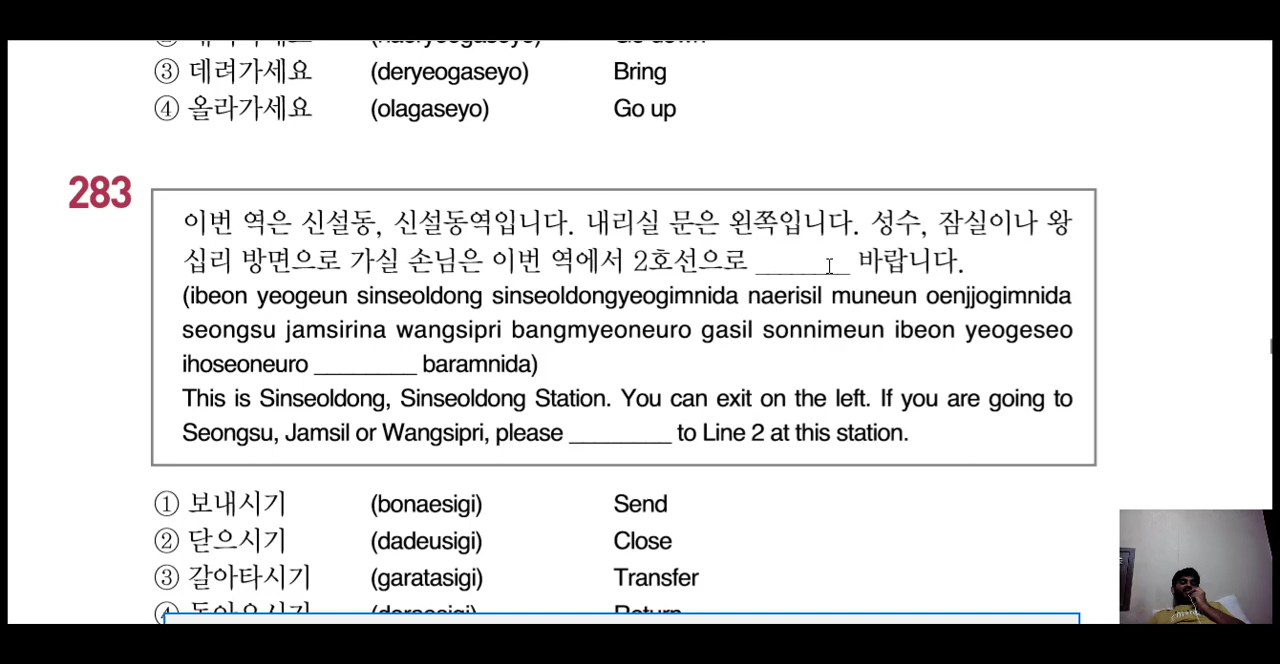 ③ 데려가세요 (deryeogaseyo) Bring
④ 올라가세요 (olagaseyo) Go up
283
이번 역은 신설동, 신설동역입니다. 내리실 문은 왼쪽입니다. 성수, 잠실이나 왕
십리 방면으로 가실 손님은 이번 역에서 2호선으로 _______ 바랍니다.
(ibeon yeogeun sinseoldong sinseoldongyeogimnida naerisil muneun oenjjogimnida
seongsu jamsirina wangsipri bangmyeoneuro gasil sonnimeun ibeon yeogeseo
ihoseoneuro ________ baramnida)
This is Sinseoldong, Sinseoldong Station. You can exit on the left. If you are going to
Seongsu, Jamsil or Wangsipri, please ________ to Line 2 at this station.
① 보내시기 (bonaesigi) Send
② 닫으시기 (dadeusigi) Close
③ 갈아타시기 (garatasigi) Transfer
④ Return